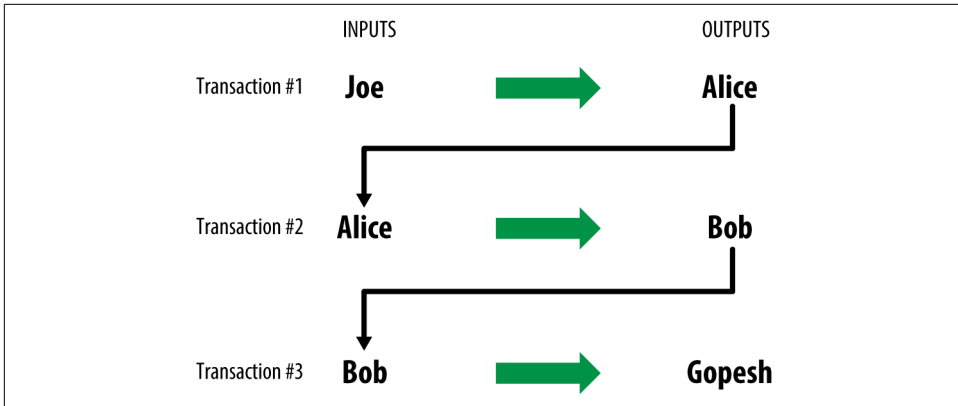 INPUTS OUTPUTS
Transaction #1 Joe Alice
Transaction #2 Alice Bob
Transaction #3 Bob Gopesh